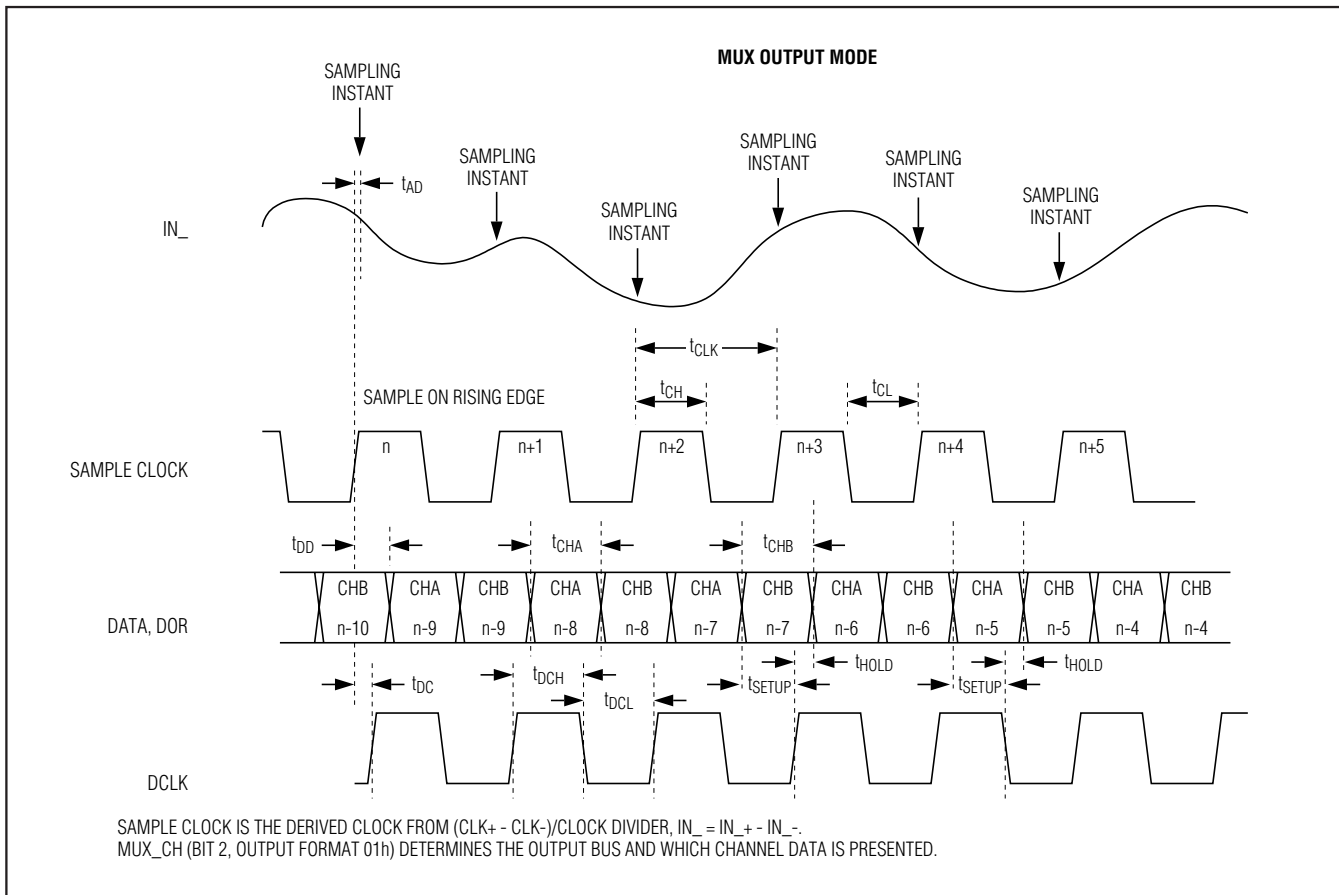 MUX OUTPUT MODE
SAMPLING
INSTANT
SAMPLING
INSTANT
SAMPLING
INSTANT
SAMPLING
INSTANT
SAMPLING
INSTANT
SAMPLING
INSTANT
tAD
IN_
tCLK
tCH
tCL
SAMPLE ON RISING EDGE
SAMPLE CLOCK
n n+1 n+2 n+3 n+4 n+5
tDD tCHA tCHB
DATA, DOR
CHB CHA CHB CHA CHB CHA CHB CHA CHB CHA CHB CHA CHB
n-10 n-9 n-9 n-8 n-8 n-7 n-7 n-6 n-6 n-5 n-5 n-4 n-4
tDC tDCH tDCL tSETUP tHOLD tSETUP tHOLD
DCLK
SAMPLE CLOCK IS THE DERIVED CLOCK FROM (CLK+ - CLK-)/CLOCK DIVIDER, IN_ = IN_+ - IN_-.
MUX_CH (BIT 2, OUTPUT FORMAT 01h) DETERMINES THE OUTPUT BUS AND WHICH CHANNEL DATA IS PRESENTED.